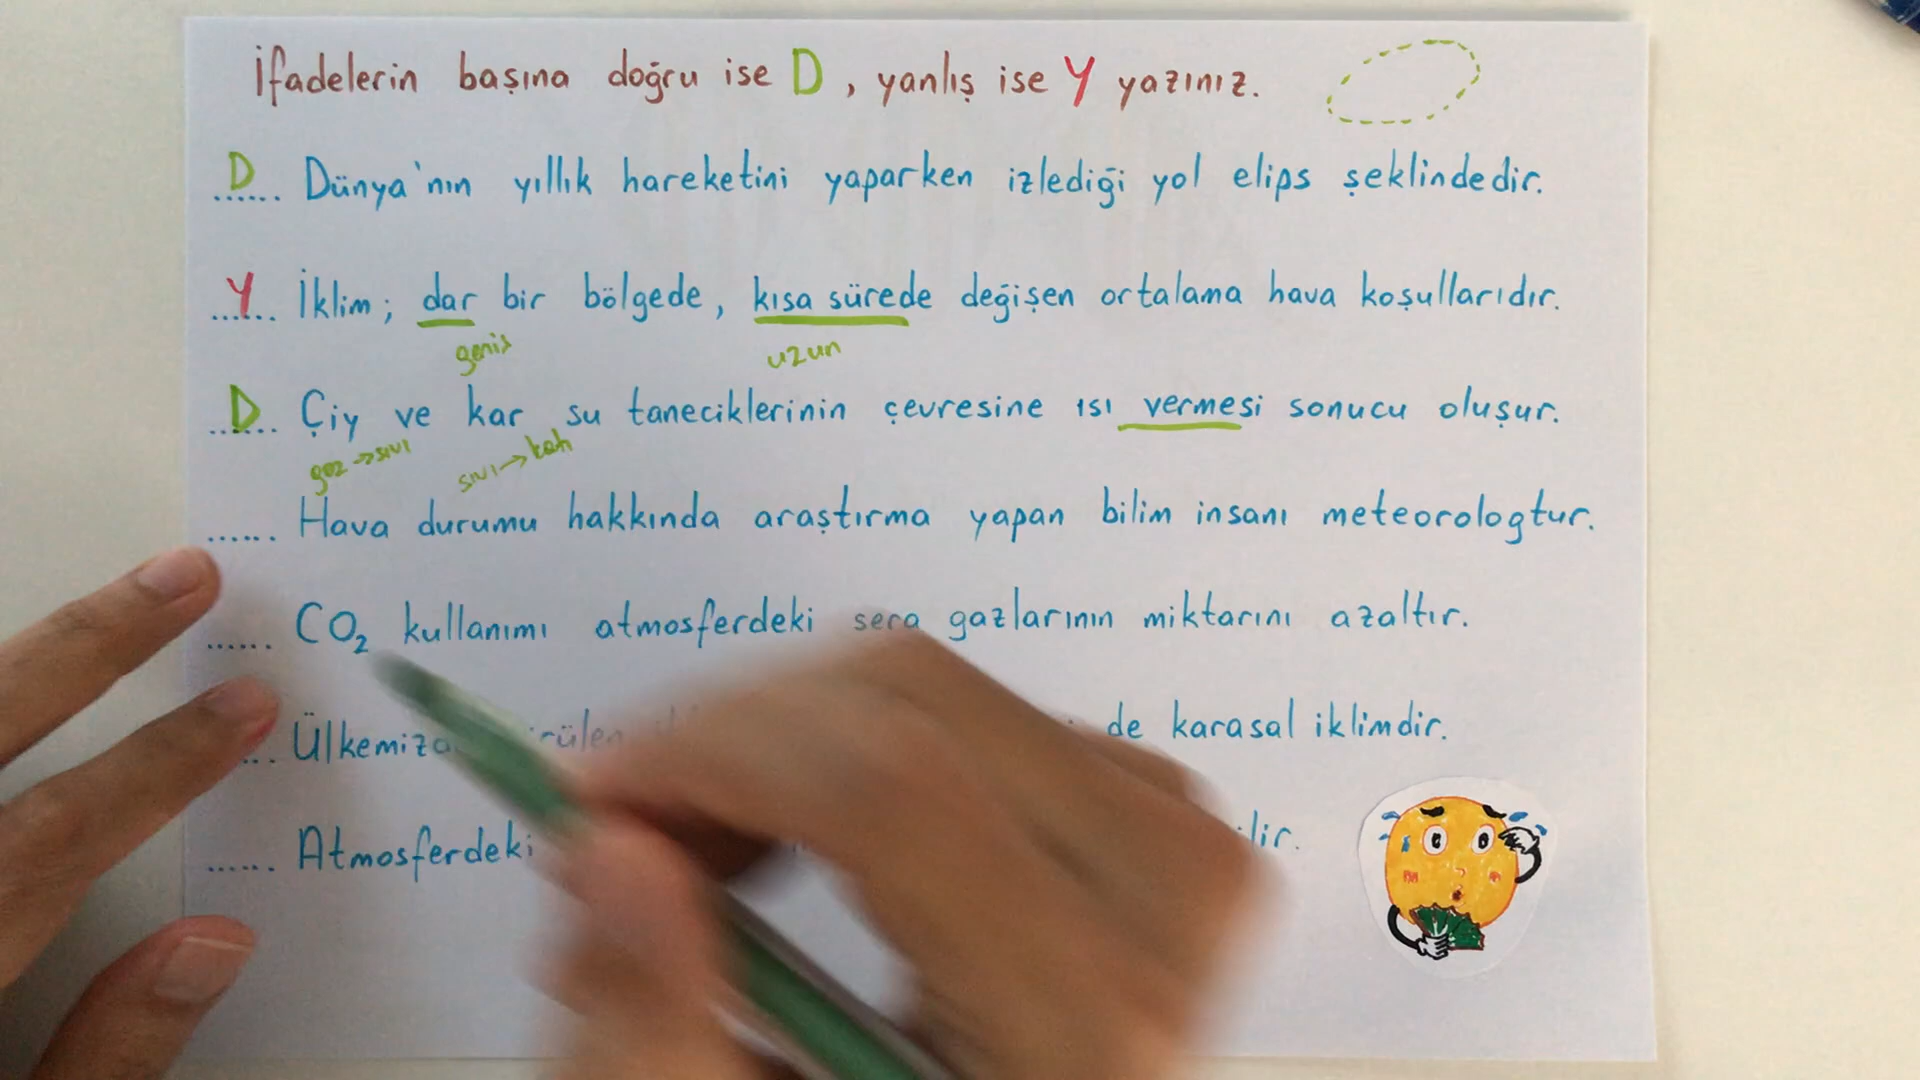 İfadelerin başına doğru ise D, yanlış ise Y yazınız.
D Dünya'nın yıllık hareketini yaparken izlediği yol elips şeklindedir.
Y İklim; dar bir bölgede, kısa sürede değişen ortalama hava koşullarıdır.
geniş uzun
D Çiy ve kar su taneciklerinin çevresine ısı vermesi sonucu oluşur.
gaz→sıvı sıvı→katı
...... Hava durumu hakkında araştırma yapan bilim insanı meteorologtur.
...... CO₂ kullanımı atmosferdeki sera gazlarının miktarını azaltır.
... de karasal iklimdir.
...... Atmosferdeki